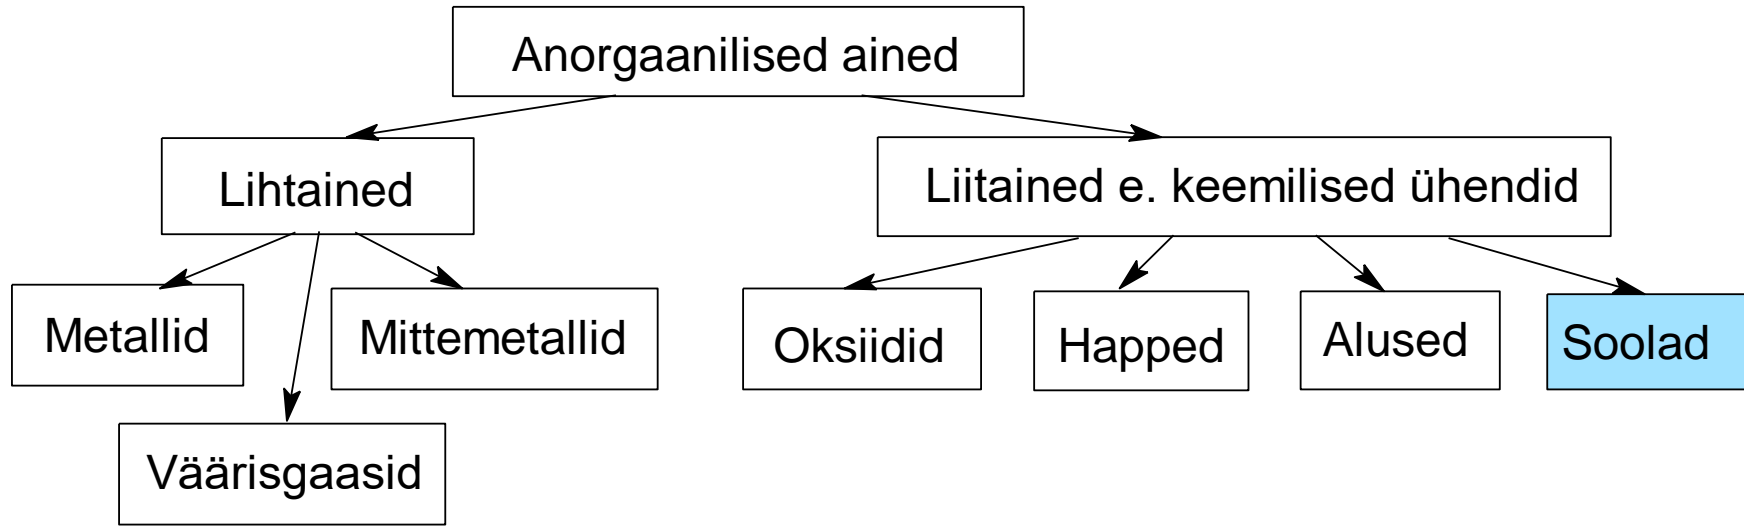 Anorgaanilised ained
Lihtained
Liitained e. keemilised ühendid
Metallid
Mittemetallid
Oksiidid
Happed
Alused
Soolad
Väärisgaasid